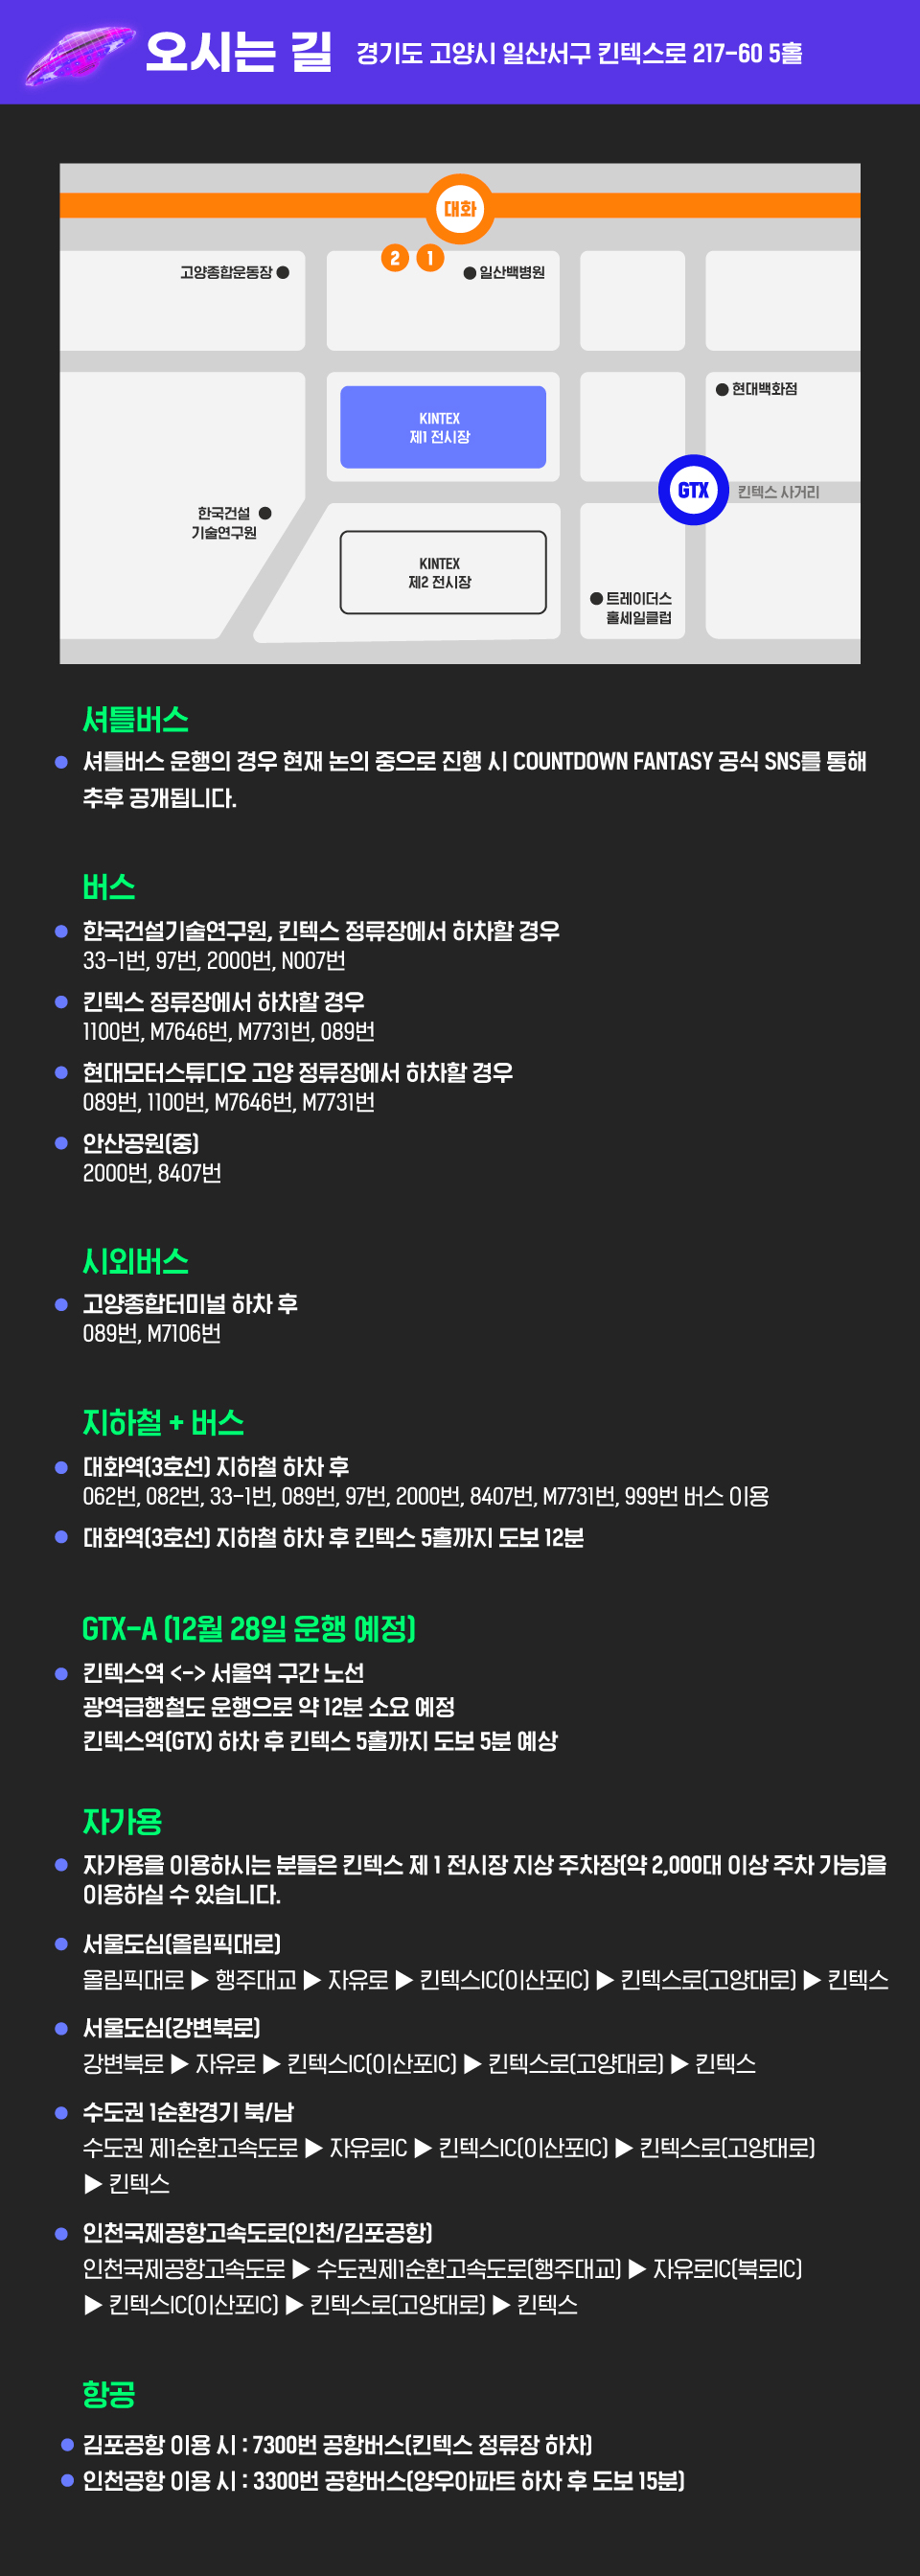 오시는 길 경기도 고양시 일산서구 킨텍스로 217-60 5홀
대화
2 1
고양종합운동장
일산백병원
현대백화점
KINTEX
제1 전시장
GTX
킨텍스 사거리
한국건설
기술연구원
KINTEX
제2 전시장
트레이더스
홀세일클럽
셔틀버스
셔틀버스 운행의 경우 현재 논의 중으로 진행 시 COUNTDOWN FANTASY 공식 SNS를 통해
추후 공개됩니다.
버스
한국건설기술연구원, 킨텍스 정류장에서 하차할 경우
33-1번, 97번, 2000번, N007번
킨텍스 정류장에서 하차할 경우
1100번, M7646번, M7731번, 089번
현대모터스튜디오 고양 정류장에서 하차할 경우
089번, 1100번, M7646번, M7731번
안산공원(중)
2000번, 8407번
시외버스
고양종합터미널 하차 후
089번, M7106번
지하철 + 버스
대화역(3호선) 지하철 하차 후
062번, 082번, 33-1번, 089번, 97번, 2000번, 8407번, M7731번, 999번 버스 이용
대화역(3호선) 지하철 하차 후 킨텍스 5홀까지 도보 12분
GTX-A (12월 28일 운행 예정)
킨텍스역 <-> 서울역 구간 노선
광역급행철도 운행으로 약 12분 소요 예정
킨텍스역(GTX) 하차 후 킨텍스 5홀까지 도보 5분 예상
자가용
자가용을 이용하시는 분들은 킨텍스 제 1 전시장 지상 주차장(약 2,000대 이상 주차 가능)을
이용하실 수 있습니다.
서울도심(올림픽대로)
올림픽대로 ▶ 행주대교 ▶ 자유로 ▶ 킨텍스IC(이산포IC) ▶ 킨텍스로(고양대로) ▶ 킨텍스
서울도심(강변북로)
강변북로 ▶ 자유로 ▶ 킨텍스IC(이산포IC) ▶ 킨텍스로(고양대로) ▶ 킨텍스
수도권 1순환경기 북/남
수도권 제1순환고속도로 ▶ 자유로IC ▶ 킨텍스IC(이산포IC) ▶ 킨텍스로(고양대로)
▶ 킨텍스
인천국제공항고속도로(인천/김포공항)
인천국제공항고속도로 ▶ 수도권제1순환고속도로(행주대교) ▶ 자유로IC(북로IC)
▶ 킨텍스IC(이산포IC) ▶ 킨텍스로(고양대로) ▶ 킨텍스
항공
김포공항 이용 시 : 7300번 공항버스(킨텍스 정류장 하차)
인천공항 이용 시 : 3300번 공항버스(양우아파트 하차 후 도보 15분)